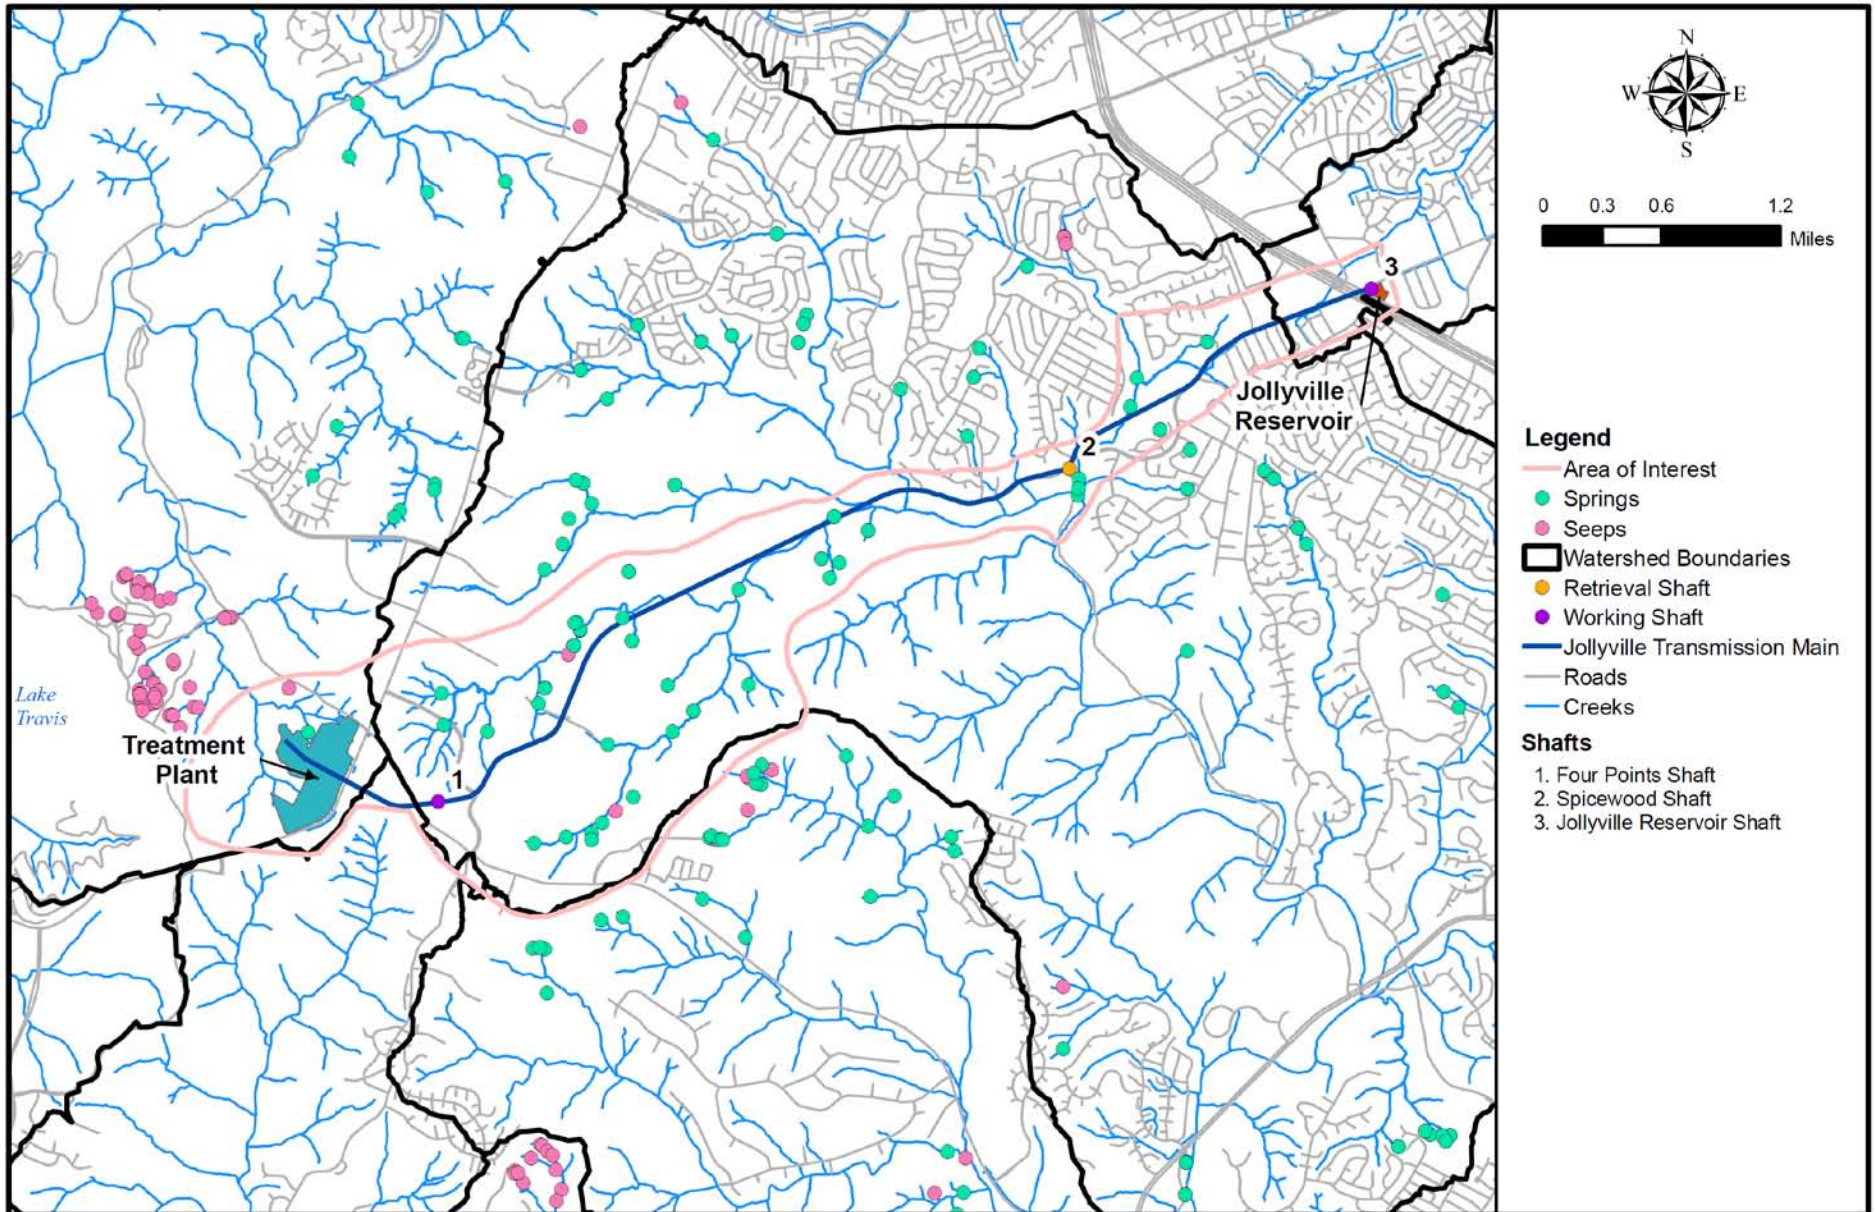 N
W E
S
0 0.3 0.6 1.2
Miles
3
Jollyville
Reservoir
2
Lake
Travis
Treatment
Plant
1
Legend
Area of Interest
Springs
Seeps
Watershed Boundaries
Retrieval Shaft
Working Shaft
Jollyville Transmission Main
Roads
Creeks
Shafts
1. Four Points Shaft
2. Spicewood Shaft
3. Jollyville Reservoir Shaft